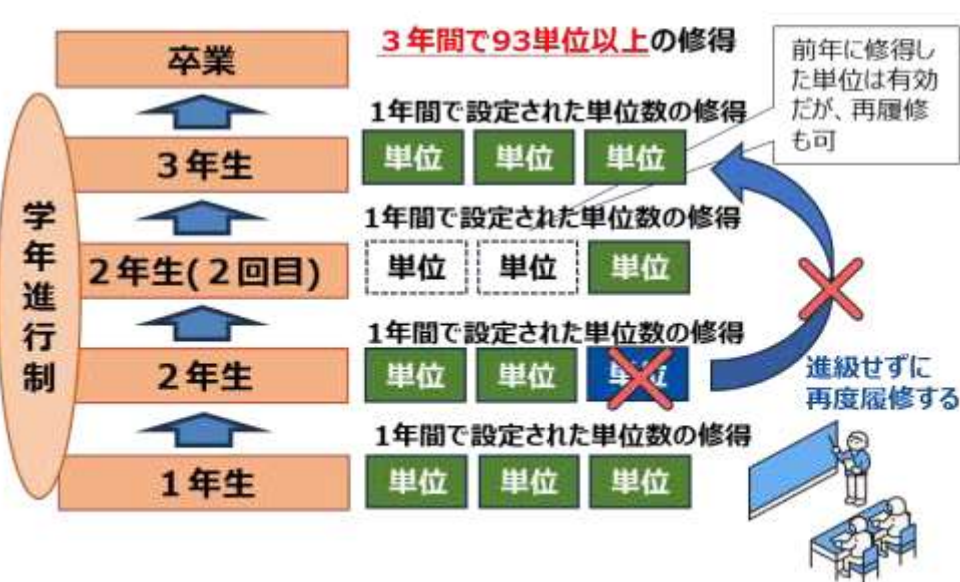 卒業
3年間で93単位以上の修得
前年に修得し
た単位は有効
だが、再履修
も可
1年間で設定された単位数の修得
3年生
単位 単位 単位
1年間で設定された単位数の修得
2年生(2回目)
単位 単位 単位
1年間で設定された単位数の修得
2年生
単位 単位 単位
進級せずに
再度履修する
1年間で設定された単位数の修得
1年生
単位 単位 単位
学年進行制